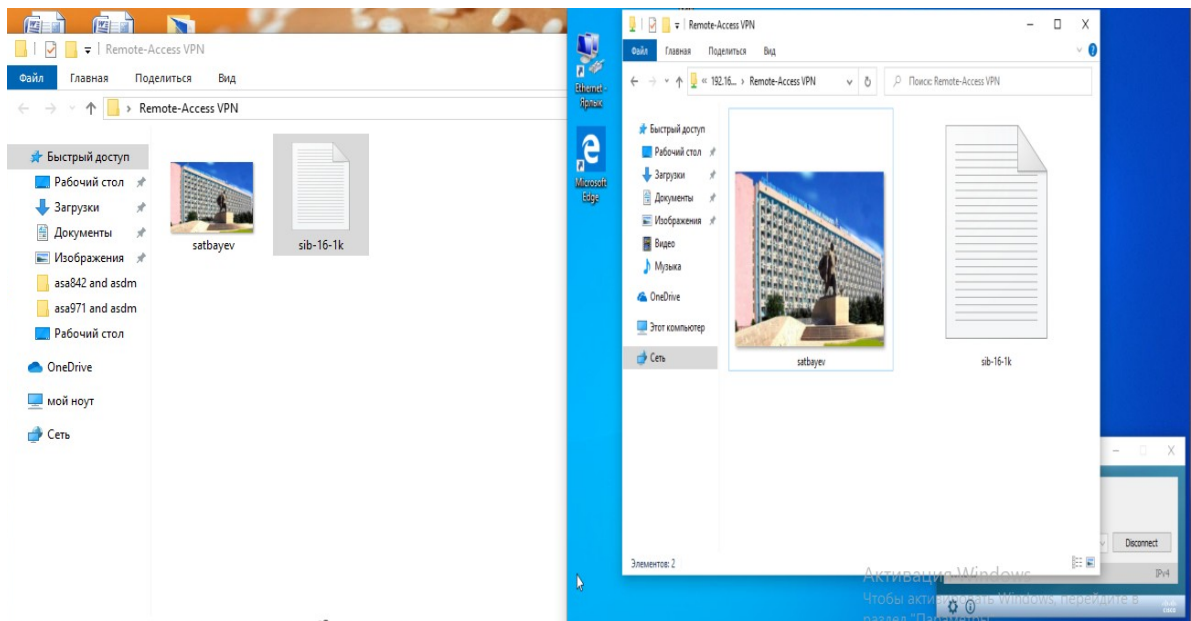 Remote-Access VPN
Файл Главная Поделиться Вид
Remote-Access VPN
Быстрый доступ
Рабочий стол
Загрузки
Документы
Изображения
asa842 and asdm
asa971 and asdm
Рабочий стол
OneDrive
мой ноут
Сеть
satbayev
sib-16-1k
Ethernet -
Ярлык
Microsoft
Edge
Remote-Access VPN
Файл Главная Поделиться Вид
« 192.16... › Remote-Access VPN
Поиск: Remote-Access VPN
Быстрый доступ
Рабочий стол
Загрузки
Документы
Изображения
Видео
Музыка
OneDrive
Этот компьютер
Сеть
satbayev
sib-16-1k
Элементов: 2
Disconnect
IPv4
Активация Windows
Чтобы активировать Windows, перейдите в
раздел "Параметры